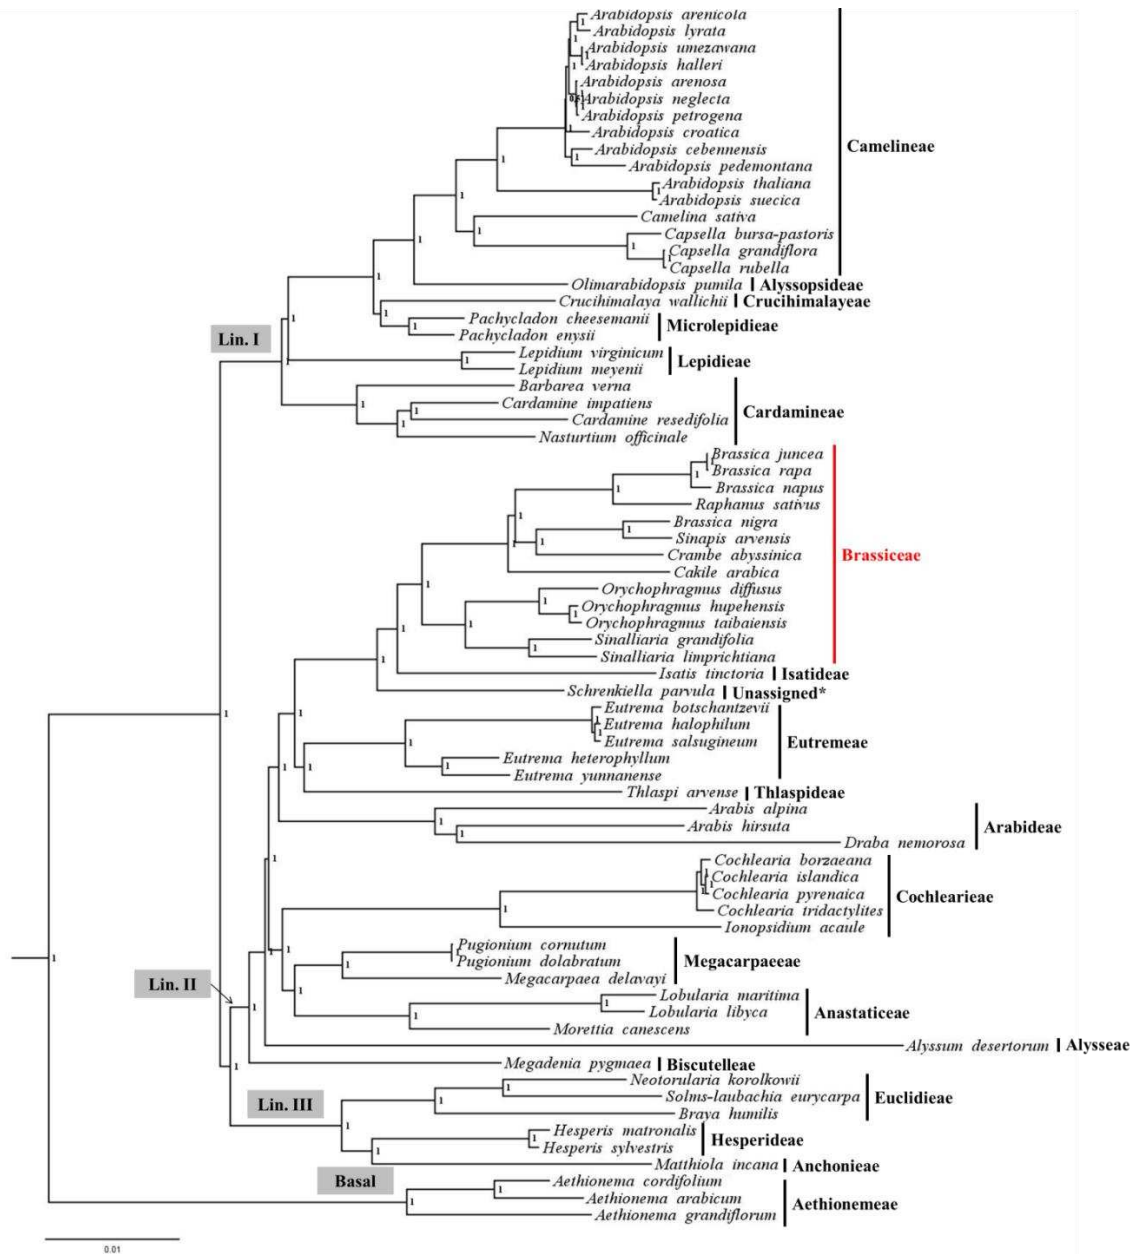 Arabidopsis arenicola
Arabidopsis lyrata
Arabidopsis umezawana
Arabidopsis halleri
Arabidopsis arenosa
Arabidopsis neglecta
Arabidopsis petrogena
Arabidopsis croatica
Arabidopsis cebennensis
Camelineae
Arabidopsis pedemontana
Arabidopsis thaliana
Arabidopsis suecica
Camelina sativa
Capsella bursa-pastoris
Capsella grandiflora
Capsella rubella
Olimarabidopsis pumila Alyssopsideae
Crucihimalaya wallichii Crucihimalayeae
Pachycladon cheesemanii
Microlepidieae
Pachycladon enysii
Lin. I
Lepidium virginicum
Lepidieae
Lepidium meyenii
Barbarea verna
Cardamine impatiens
Cardamineae
Cardamine resedifolia
Nasturtium officinale
Brassica juncea
Brassica rapa
Brassica napus
Raphanus sativus
Brassica nigra
Sinapis arvensis
Crambe abyssinica
Brassiceae
Cakile arabica
Orychophragmus diffusus
Orychophragmus hupehensis
Orychophragmus taibaiensis
Sinalliaria grandifolia
Sinalliaria limprichtiana
Isatis tinctoria Isatideae
Schrenkiella parvula Unassigned*
Eutrema botschantzevii
Eutrema halophilum
Eutrema salsugineum
Eutremeae
Eutrema heterophyllum
Eutrema yunnanense
Thlaspi arvense Thlaspideae
Arabis alpina
Arabis hirsuta
Arabideae
Draba nemorosa
Cochlearia borzaeana
Cochlearia islandica
Cochlearia pyrenaica
Cochlearieae
Cochlearia tridactylites
Ionopsidium acaule
Pugionium cornutum
Pugionium dolabratum
Megacarpaeeae
Megacarpaea delavayi
Lin. II
Lobularia maritima
Lobularia libyca
Anastaticeae
Morettia canescens
Alyssum desertorum Alysseae
Megadenia pygmaea Biscutelleae
Neotorularia korolkowii
Solms-laubachia eurycarpa
Euclidieae
Lin. III
Braya humilis
Hesperis matronalis
Hesperideae
Hesperis sylvestris
Matthiola incana Anchonieae
Basal
Aethionema cordifolium
Aethionema arabicum
Aethionemeae
Aethionema grandiflorum
0.01